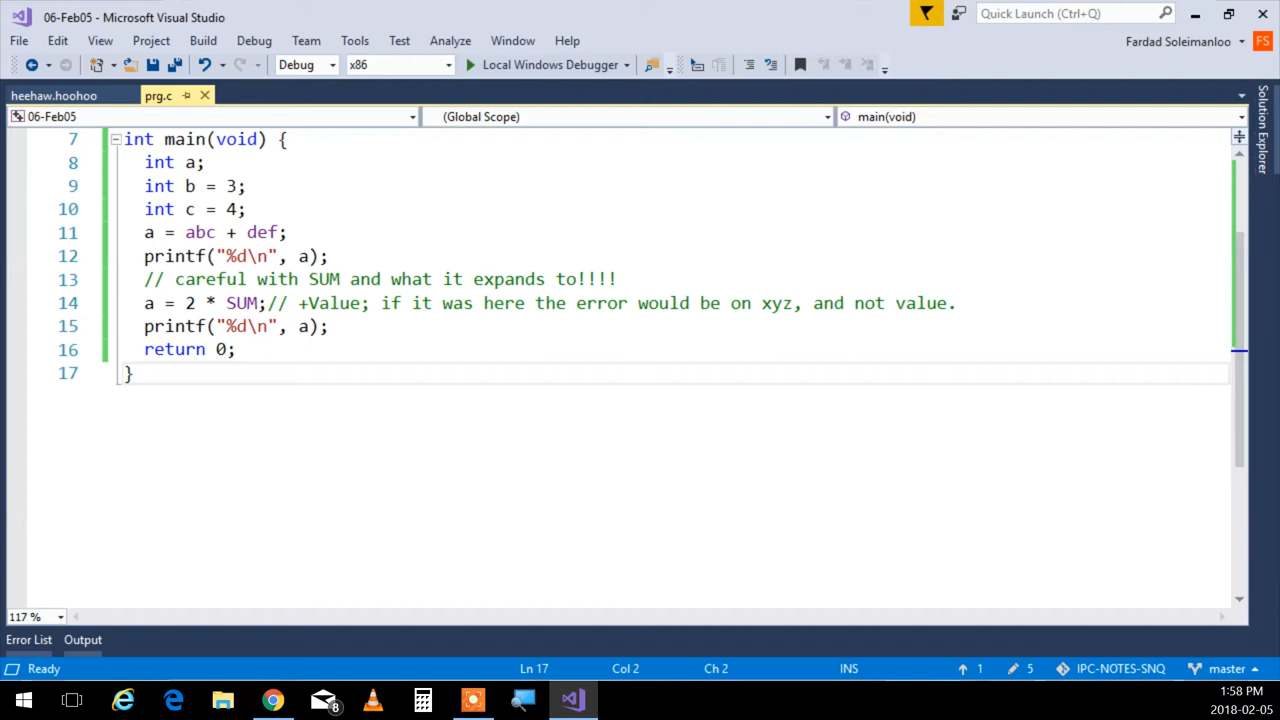 06-Feb05 - Microsoft Visual Studio
Quick Launch (Ctrl+Q)
File Edit View Project Build Debug Team Tools Test Analyze Window Help
Fardad Soleimanloo FS
Debug x86 Local Windows Debugger
heehaw.hoohoo prg.c
Solution Explorer
06-Feb05 (Global Scope) main(void)
7 int main(void) {
8 int a;
9 int b = 3;
10 int c = 4;
11 a = abc + def;
12 printf("%d\n", a);
13 // careful with SUM and what it expands to!!!!
14 a = 2 * SUM;// +Value; if it was here the error would be on xyz, and not value.
15 printf("%d\n", a);
16 return 0;
17 }
117 %
Error List Output
Ready Ln 17 Col 2 Ch 2 INS 1 5 IPC-NOTES-SNQ master
8
1:58 PM
2018-02-05